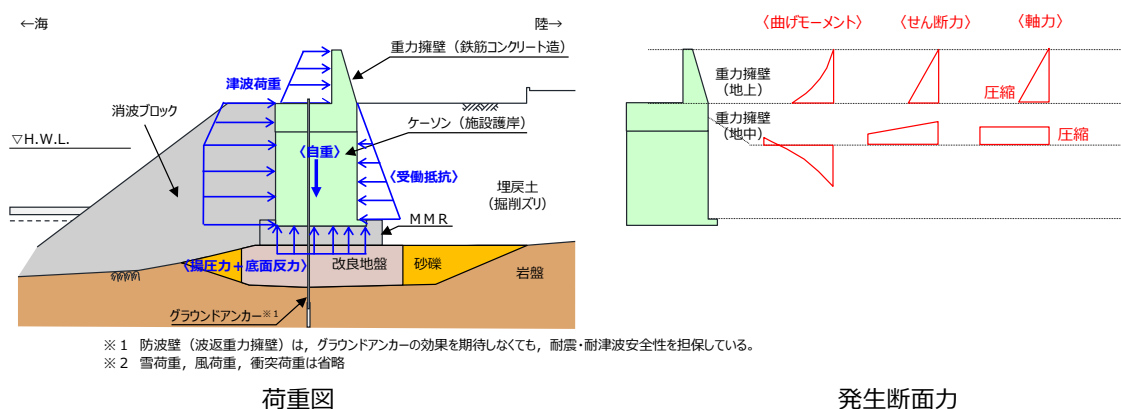 ←海
陸→
重力擁壁（鉄筋コンクリート造）
津波荷重
消波ブロック
ケーソン（施設護岸）
▽H.W.L.
〈自重〉
〈受働抵抗〉
埋戻土
（掘削ズリ）
MMR
〈揚圧力＋底面反力〉
改良地盤
砂礫
岩盤
グラウンドアンカー※1
※１ 防波壁（波返重力擁壁）は，グラウンドアンカーの効果を期待しなくても，耐震・耐津波安全性を担保している。
※２ 雪荷重，風荷重，衝突荷重は省略
荷重図
〈曲げモーメント〉
〈せん断力〉
〈軸力〉
重力擁壁
（地上）
圧縮
重力擁壁
（地中）
圧縮
発生断面力